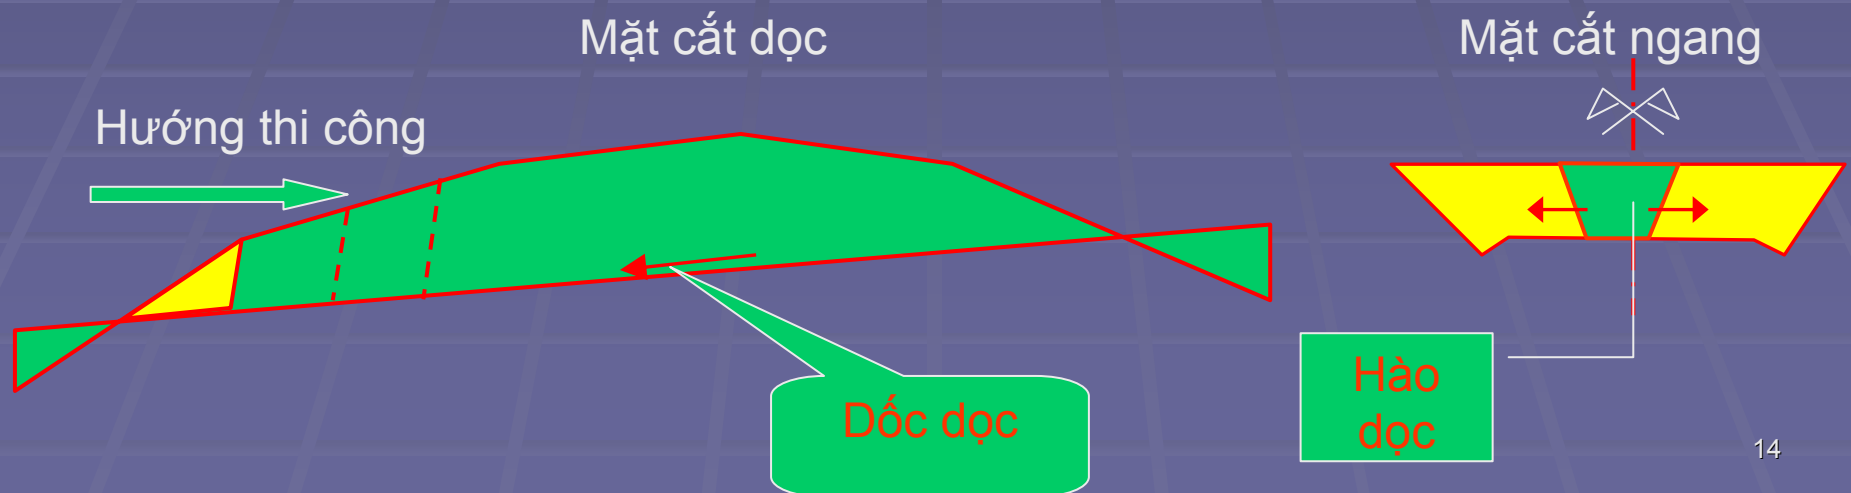 Mặt cắt dọc
Mặt cắt ngang
Hướng thi công
Dốc dọc
Hào
dọc
14